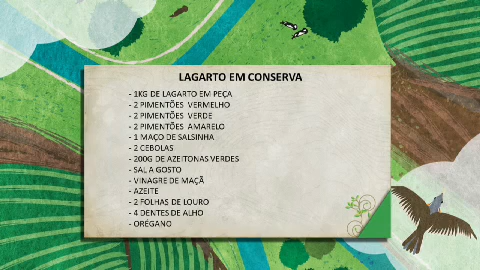 LAGARTO EM CONSERVA
- 1KG DE LAGARTO EM PEÇA
- 2 PIMENTÕES VERMELHO
- 2 PIMENTÕES VERDE
- 2 PIMENTÕES AMARELO
- 1 MAÇO DE SALSINHA
- 2 CEBOLAS
- 200G DE AZEITONAS VERDES
- SAL A GOSTO
- VINAGRE DE MAÇÃ
- AZEITE
- 2 FOLHAS DE LOURO
- 4 DENTES DE ALHO
- ORÉGANO